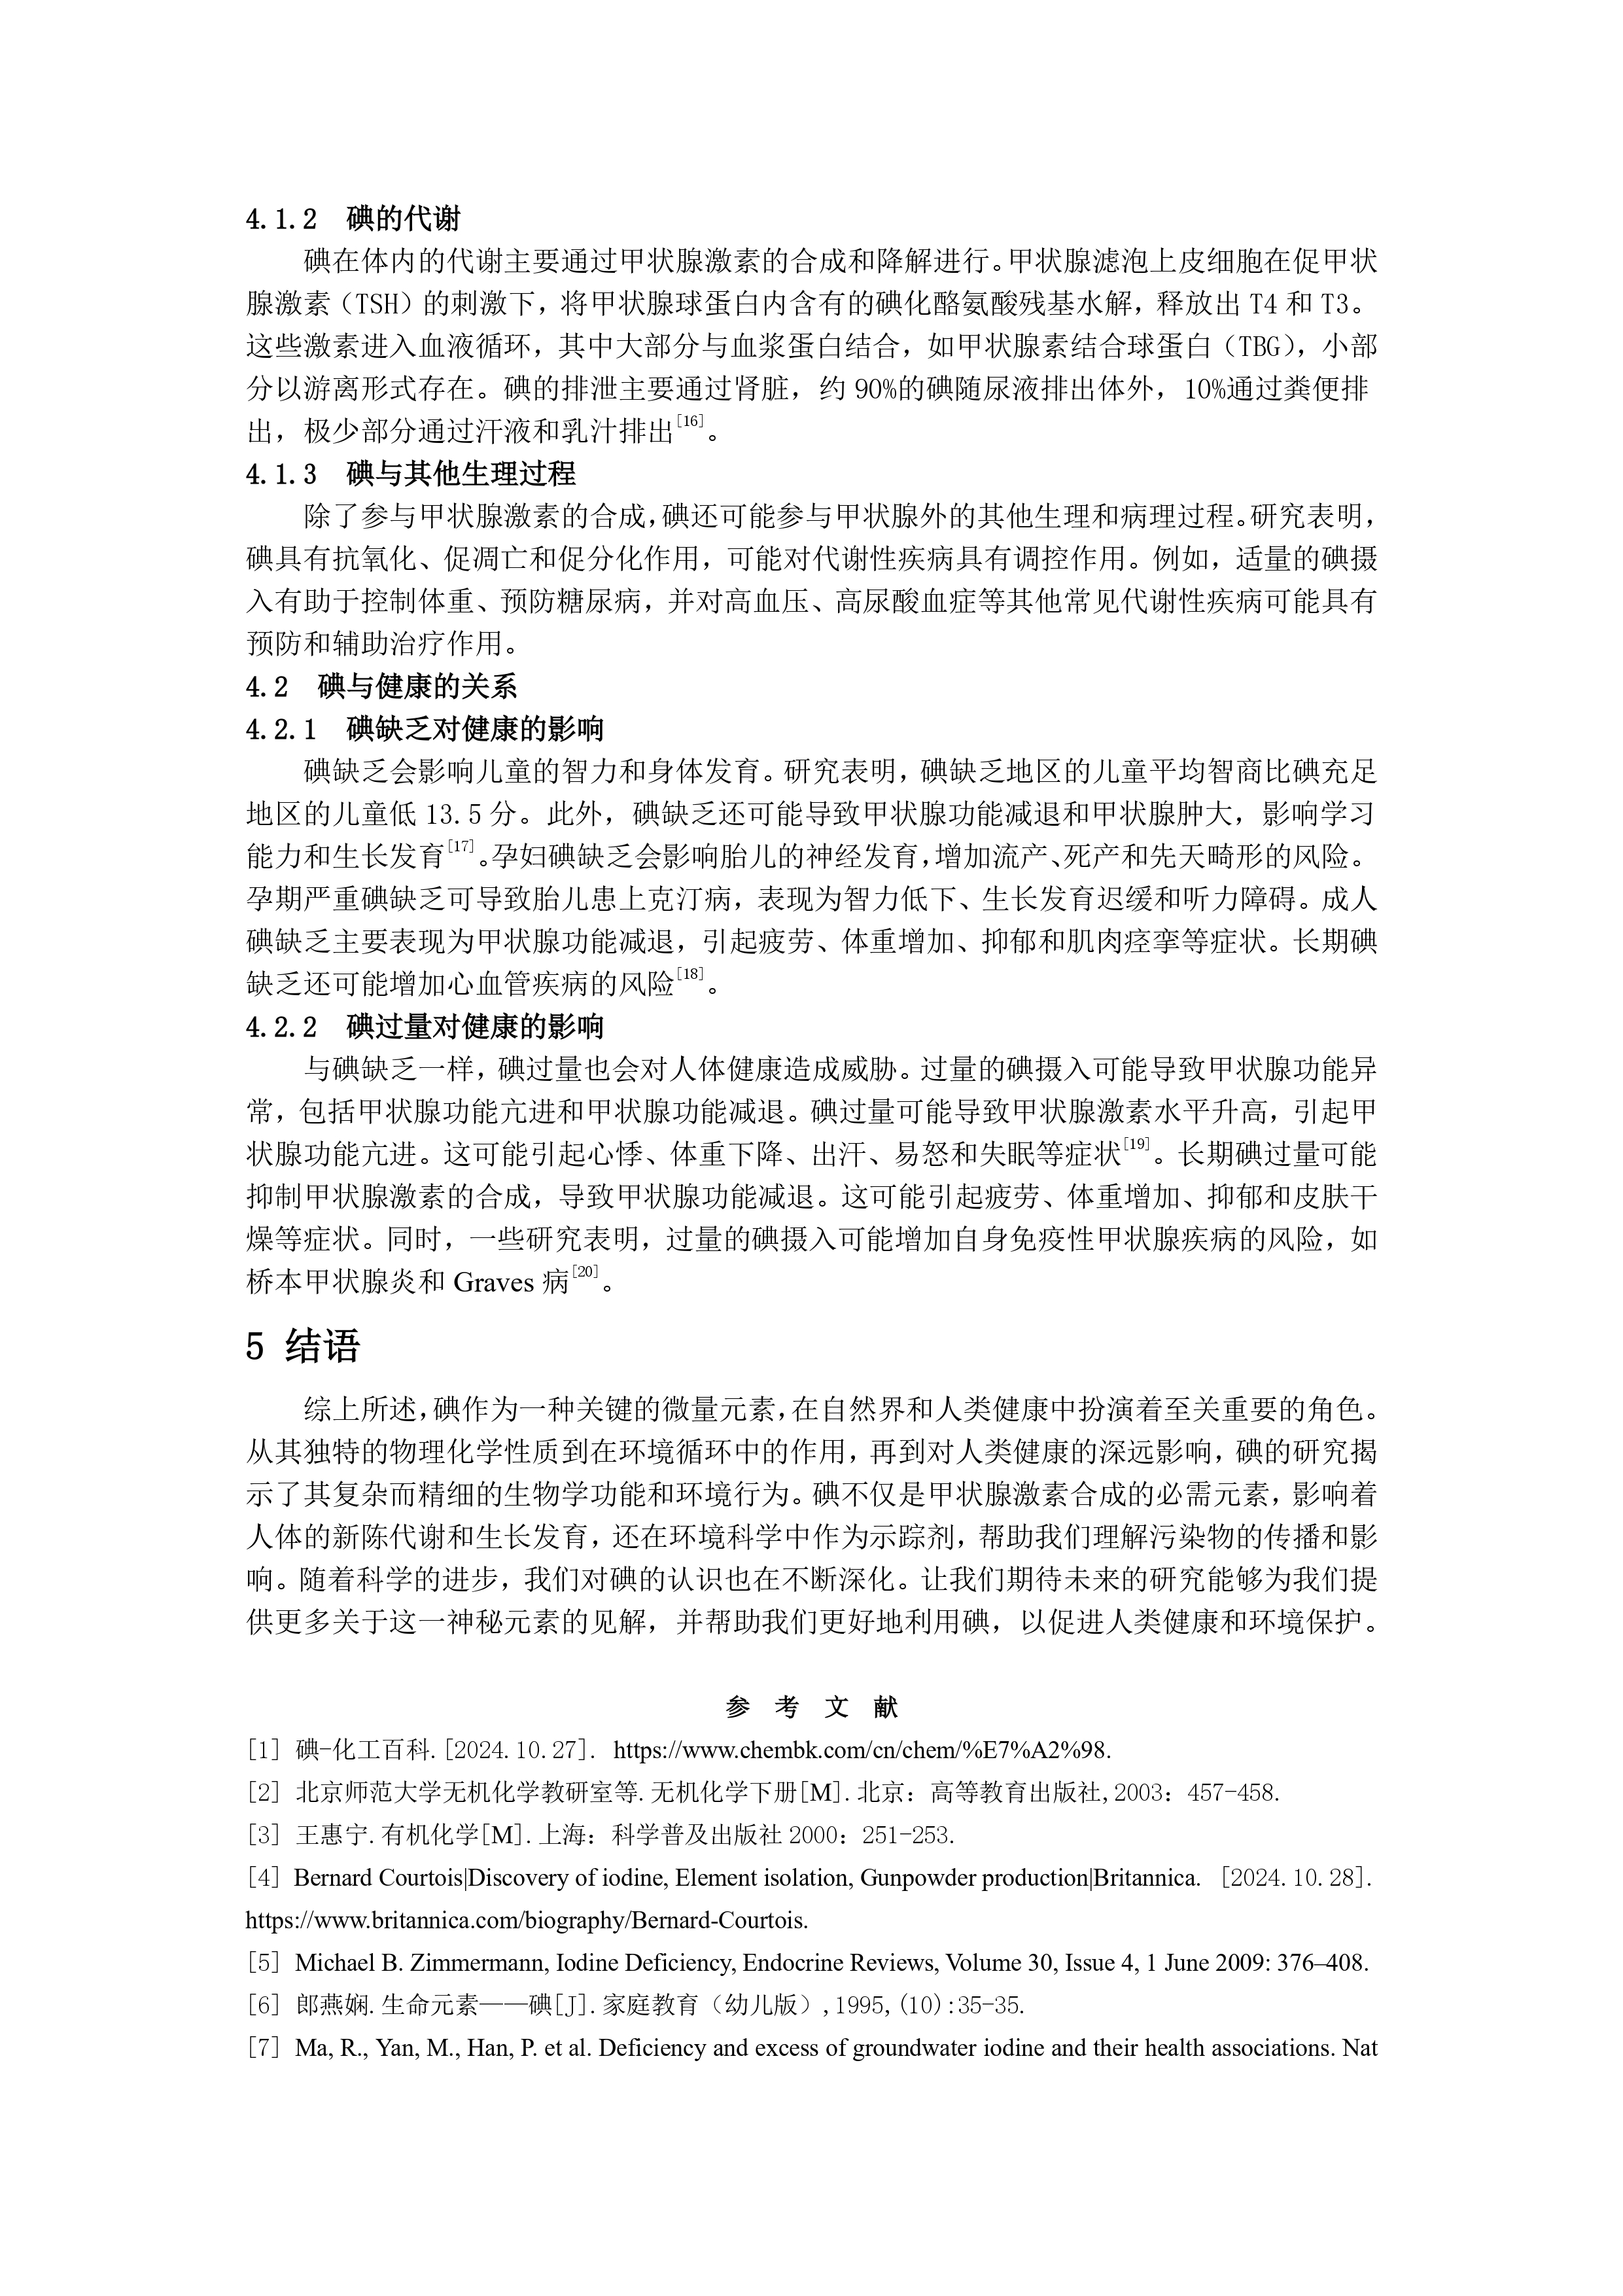 4.1.2 碘的代谢
碘在体内的代谢主要通过甲状腺激素的合成和降解进行。甲状腺滤泡上皮细胞在促甲状
腺激素（TSH）的刺激下，将甲状腺球蛋白内含有的碘化酪氨酸残基水解，释放出 T4 和 T3。
这些激素进入血液循环，其中大部分与血浆蛋白结合，如甲状腺素结合球蛋白（TBG），小部
分以游离形式存在。碘的排泄主要通过肾脏，约 90%的碘随尿液排出体外，10%通过粪便排
出，极少部分通过汗液和乳汁排出[16]。
4.1.3 碘与其他生理过程
除了参与甲状腺激素的合成，碘还可能参与甲状腺外的其他生理和病理过程。研究表明，
碘具有抗氧化、促凋亡和促分化作用，可能对代谢性疾病具有调控作用。例如，适量的碘摄
入有助于控制体重、预防糖尿病，并对高血压、高尿酸血症等其他常见代谢性疾病可能具有
预防和辅助治疗作用。
4.2 碘与健康的关系
4.2.1 碘缺乏对健康的影响
碘缺乏会影响儿童的智力和身体发育。研究表明，碘缺乏地区的儿童平均智商比碘充足
地区的儿童低 13.5 分。此外，碘缺乏还可能导致甲状腺功能减退和甲状腺肿大，影响学习
能力和生长发育[17]。孕妇碘缺乏会影响胎儿的神经发育，增加流产、死产和先天畸形的风险。
孕期严重碘缺乏可导致胎儿患上克汀病，表现为智力低下、生长发育迟缓和听力障碍。成人
碘缺乏主要表现为甲状腺功能减退，引起疲劳、体重增加、抑郁和肌肉痉挛等症状。长期碘
缺乏还可能增加心血管疾病的风险[18]。
4.2.2 碘过量对健康的影响
与碘缺乏一样，碘过量也会对人体健康造成威胁。过量的碘摄入可能导致甲状腺功能异
常，包括甲状腺功能亢进和甲状腺功能减退。碘过量可能导致甲状腺激素水平升高，引起甲
状腺功能亢进。这可能引起心悸、体重下降、出汗、易怒和失眠等症状[19]。长期碘过量可能
抑制甲状腺激素的合成，导致甲状腺功能减退。这可能引起疲劳、体重增加、抑郁和皮肤干
燥等症状。同时，一些研究表明，过量的碘摄入可能增加自身免疫性甲状腺疾病的风险，如
桥本甲状腺炎和 Graves 病[20]。
5 结语
综上所述，碘作为一种关键的微量元素，在自然界和人类健康中扮演着至关重要的角色。
从其独特的物理化学性质到在环境循环中的作用，再到对人类健康的深远影响，碘的研究揭
示了其复杂而精细的生物学功能和环境行为。碘不仅是甲状腺激素合成的必需元素，影响着
人体的新陈代谢和生长发育，还在环境科学中作为示踪剂，帮助我们理解污染物的传播和影
响。随着科学的进步，我们对碘的认识也在不断深化。让我们期待未来的研究能够为我们提
供更多关于这一神秘元素的见解，并帮助我们更好地利用碘，以促进人类健康和环境保护。
参 考 文 献
[1] 碘-化工百科.[2024.10.27]. https://www.chembk.com/cn/chem/%E7%A2%98.
[2] 北京师范大学无机化学教研室等.无机化学下册[M].北京：高等教育出版社,2003：457-458.
[3] 王惠宁.有机化学[M].上海：科学普及出版社 2000：251-253.
[4] Bernard Courtois|Discovery of iodine, Element isolation, Gunpowder production|Britannica. [2024.10.28].
https://www.britannica.com/biography/Bernard-Courtois.
[5] Michael B. Zimmermann, Iodine Deficiency, Endocrine Reviews, Volume 30, Issue 4, 1 June 2009: 376–408.
[6] 郎燕娴.生命元素——碘[J].家庭教育（幼儿版）,1995,(10):35-35.
[7] Ma, R., Yan, M., Han, P. et al. Deficiency and excess of groundwater iodine and their health associations. Nat